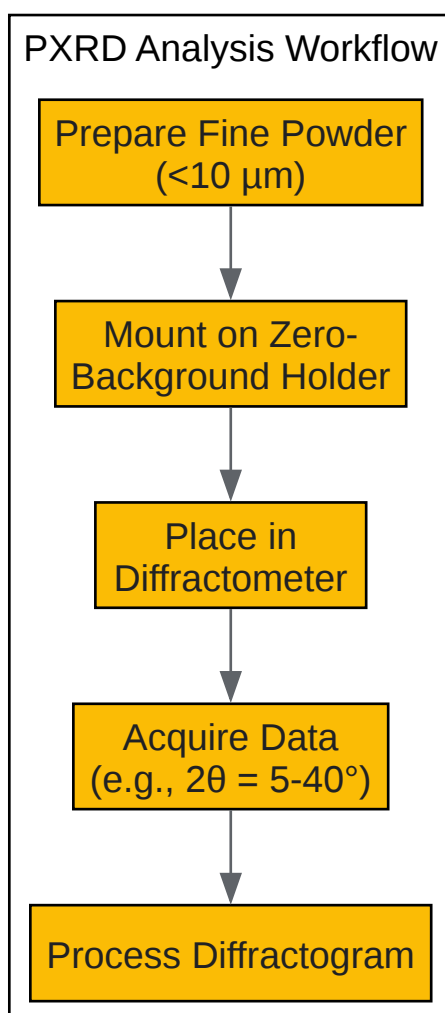 PXRD Analysis Workflow
Prepare Fine Powder
(<10 µm)
Mount on Zero-
Background Holder
Place in
Diffractometer
Acquire Data
(e.g., 2θ = 5-40°)
Process Diffractogram